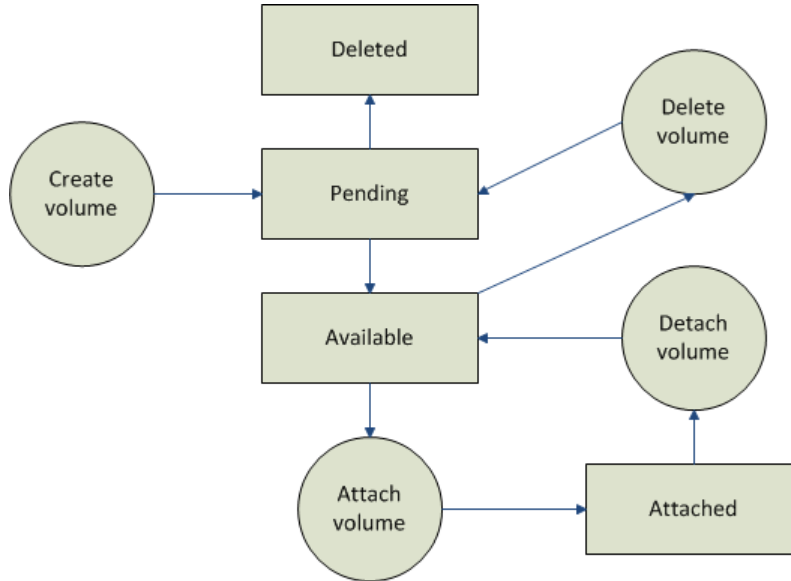 Deleted
Delete
volume
Create
volume
Pending
Available
Detach
volume
Attach
volume
Attached